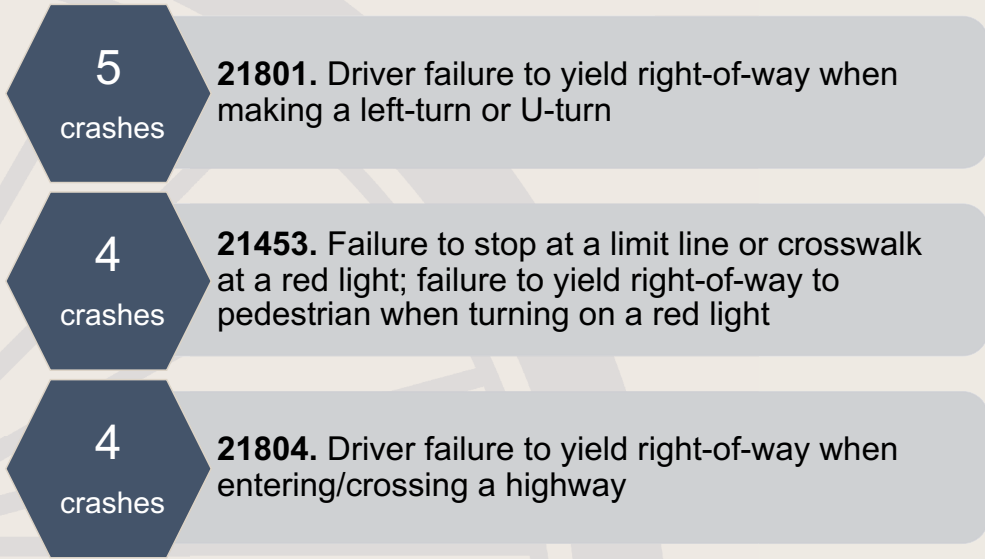 5
crashes
21801. Driver failure to yield right-of-way when
making a left-turn or U-turn
4
crashes
21453. Failure to stop at a limit line or crosswalk
at a red light; failure to yield right-of-way to
pedestrian when turning on a red light
4
crashes
21804. Driver failure to yield right-of-way when
entering/crossing a highway